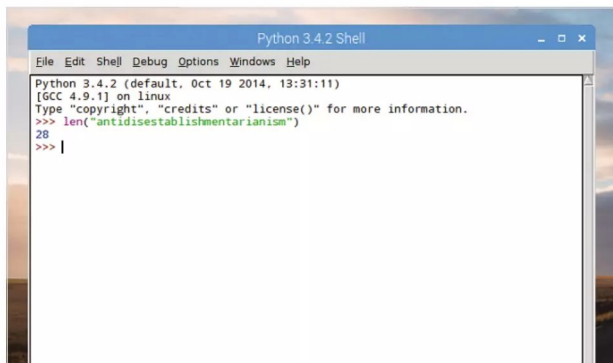 Python 3.4.2 Shell
File Edit Shell Debug Options Windows Help
Python 3.4.2 (default, Oct 19 2014, 13:31:11)
[GCC 4.9.1] on linux
Type "copyright", "credits" or "license()" for more information.
>>> len("antidisestablishmentarianism")
28
>>>